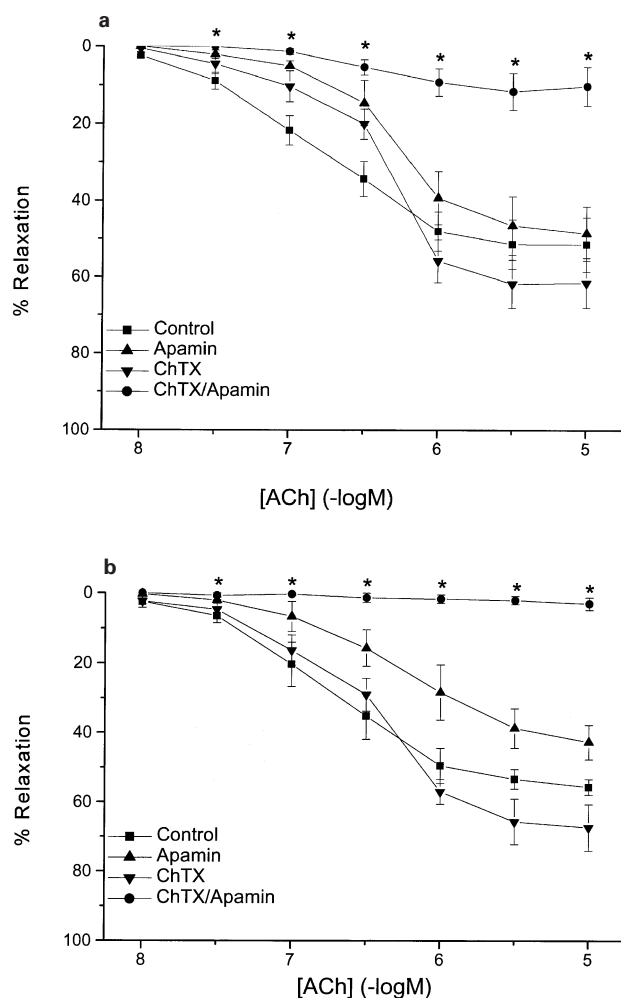 a
* * * * * *
0
20
40
60
80
100
% Relaxation
Control
Apamin
ChTX
ChTX/Apamin
8 7 6 5
[ACh] (-logM)
b
* * * * * *
0
20
40
60
80
100
% Relaxation
Control
Apamin
ChTX
ChTX/Apamin
8 7 6 5
[ACh] (-logM)